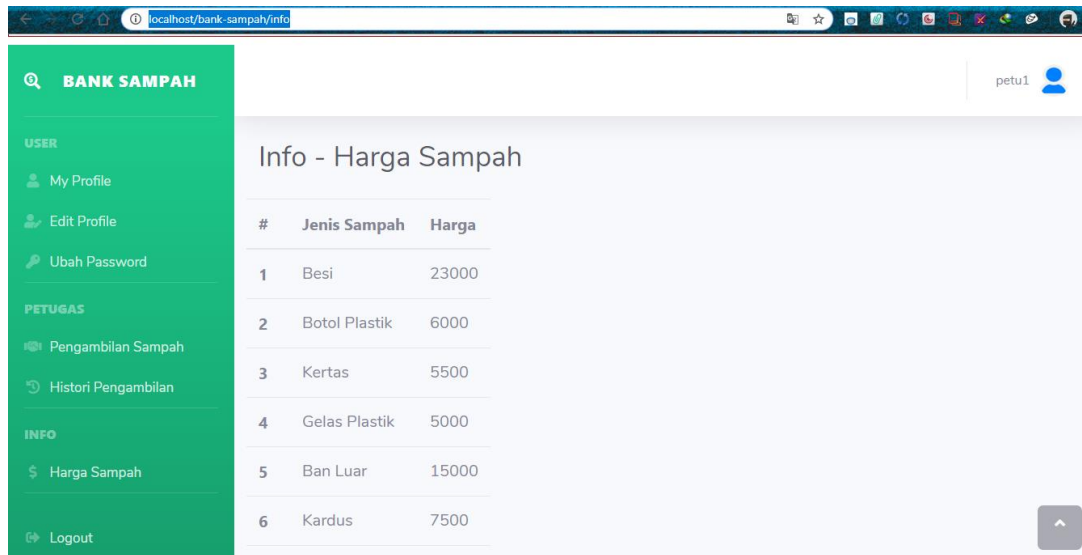 localhost/bank-sampah/info
BANK SAMPAH
petu1
USER
My Profile
Edit Profile
Ubah Password
PETUGAS
Pengambilan Sampah
Histori Pengambilan
INFO
Harga Sampah
Logout
Info - Harga Sampah
# Jenis Sampah Harga
1 Besi 23000
2 Botol Plastik 6000
3 Kertas 5500
4 Gelas Plastik 5000
5 Ban Luar 15000
6 Kardus 7500